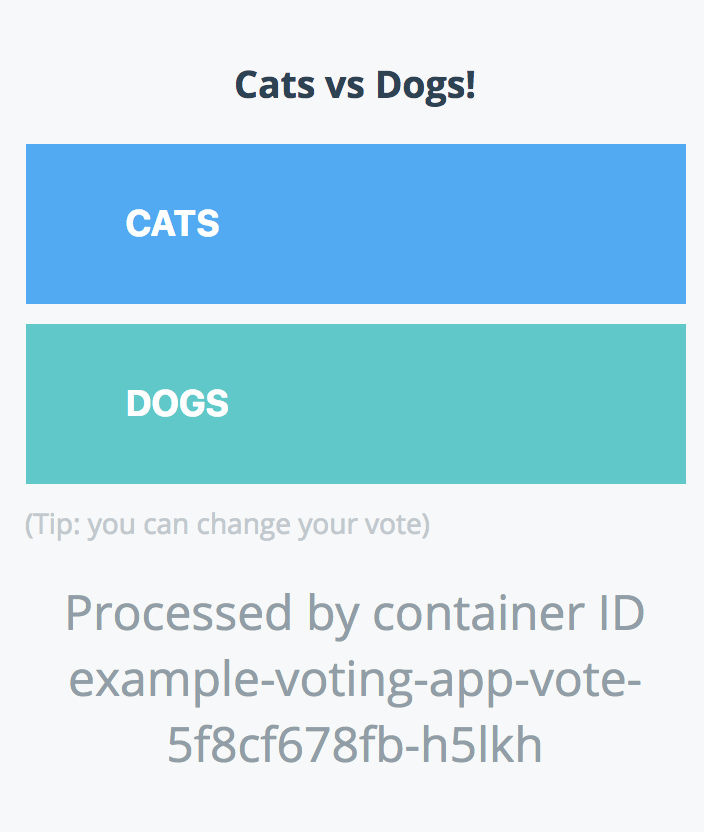 Cats vs Dogs!
CATS
DOGS
(Tip: you can change your vote)
Processed by container ID
example-voting-app-vote-
5f8cf678fb-h5lkh